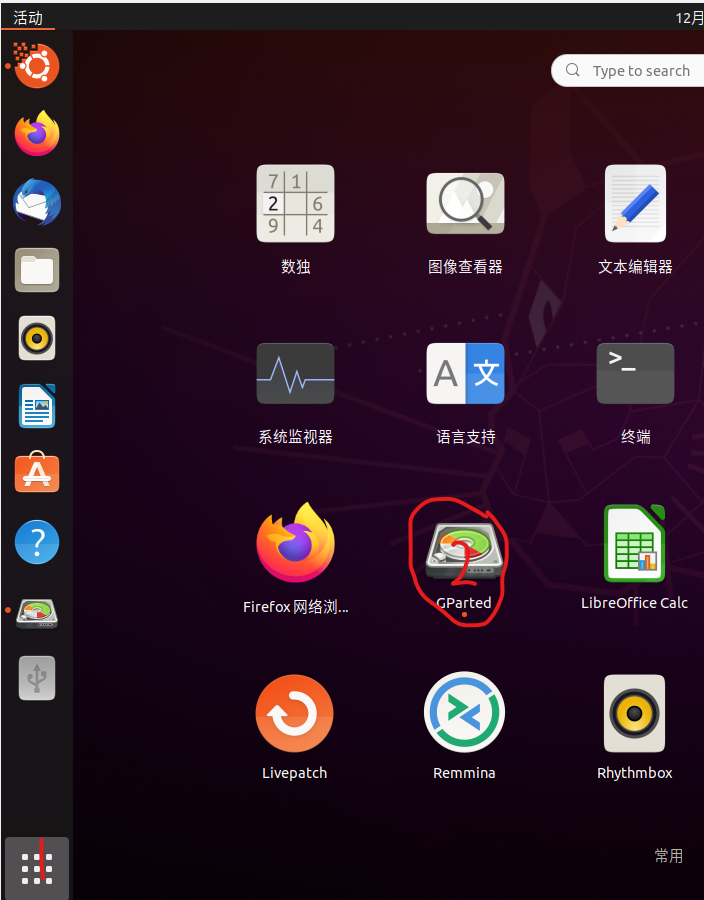 活动
12月
Type to search
7 1
2 6
9 4
数独
图像查看器
文本编辑器
A 文
>_
系统监视器
语言支持
终端
2
Firefox 网络浏...
GParted
LibreOffice Calc
Livepatch
Remmina
Rhythmbox
常用
1